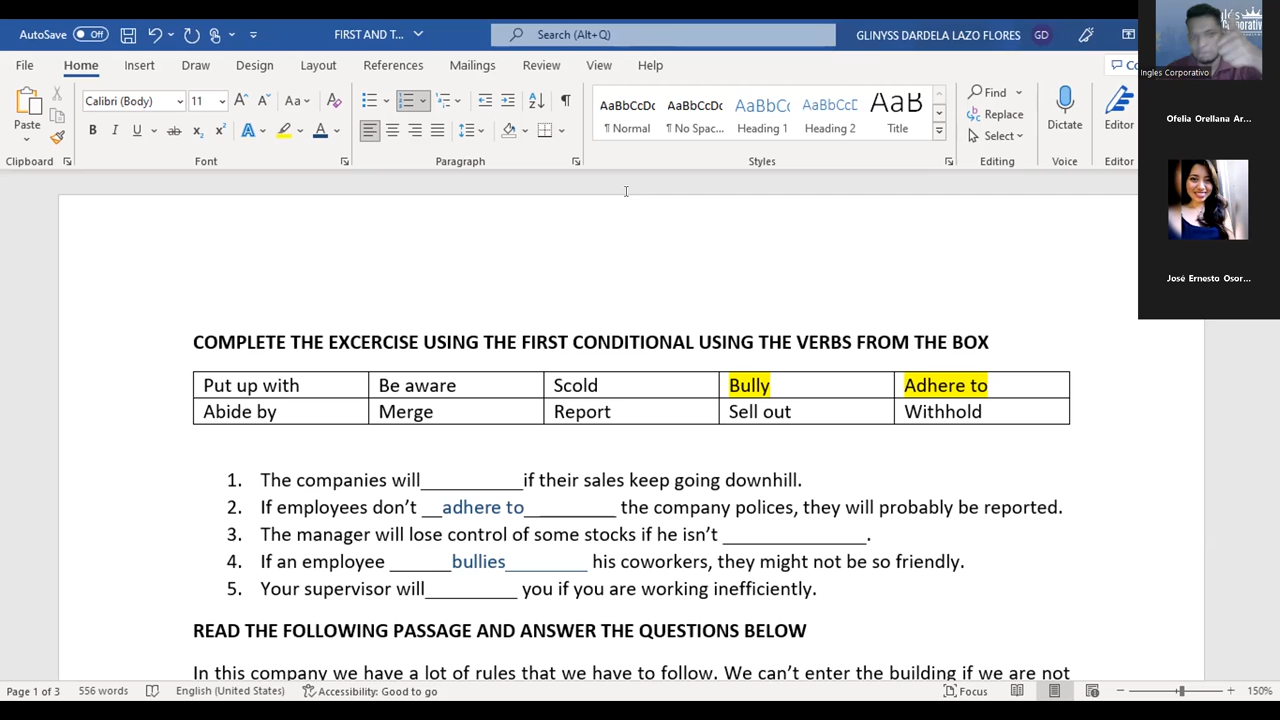 AutoSave Off FIRST AND T... Search (Alt+Q) GLINYSS DARDELA LAZO FLORES GD
File Home Insert Draw Design Layout References Mailings Review View Help Co
Ingles Corporativo
Paste
Calibri (Body) 11
AaBbCcDc AaBbCcDc AaBbC AaBbCcD AaB
¶ Normal ¶ No Spac... Heading 1 Heading 2 Title
Find
Replace
Select
Dictate
Editor
Clipboard Font Paragraph Styles Editing Voice Editor
Ofelia Orellana Ar...
José Ernesto Osor...
COMPLETE THE EXCERCISE USING THE FIRST CONDITIONAL USING THE VERBS FROM THE BOX
Put up with Be aware Scold Bully Adhere to
Abide by Merge Report Sell out Withhold
1. The companies will__________if their sales keep going downhill.
2. If employees don’t __adhere to_________ the company polices, they will probably be reported.
3. The manager will lose control of some stocks if he isn’t ______________.
4. If an employee ______bullies________ his coworkers, they might not be so friendly.
5. Your supervisor will_________ you if you are working inefficiently.
READ THE FOLLOWING PASSAGE AND ANSWER THE QUESTIONS BELOW
In this company we have a lot of rules that we have to follow. We can’t enter the building if we are not
Page 1 of 3 556 words English (United States) Accessibility: Good to go Focus 150%